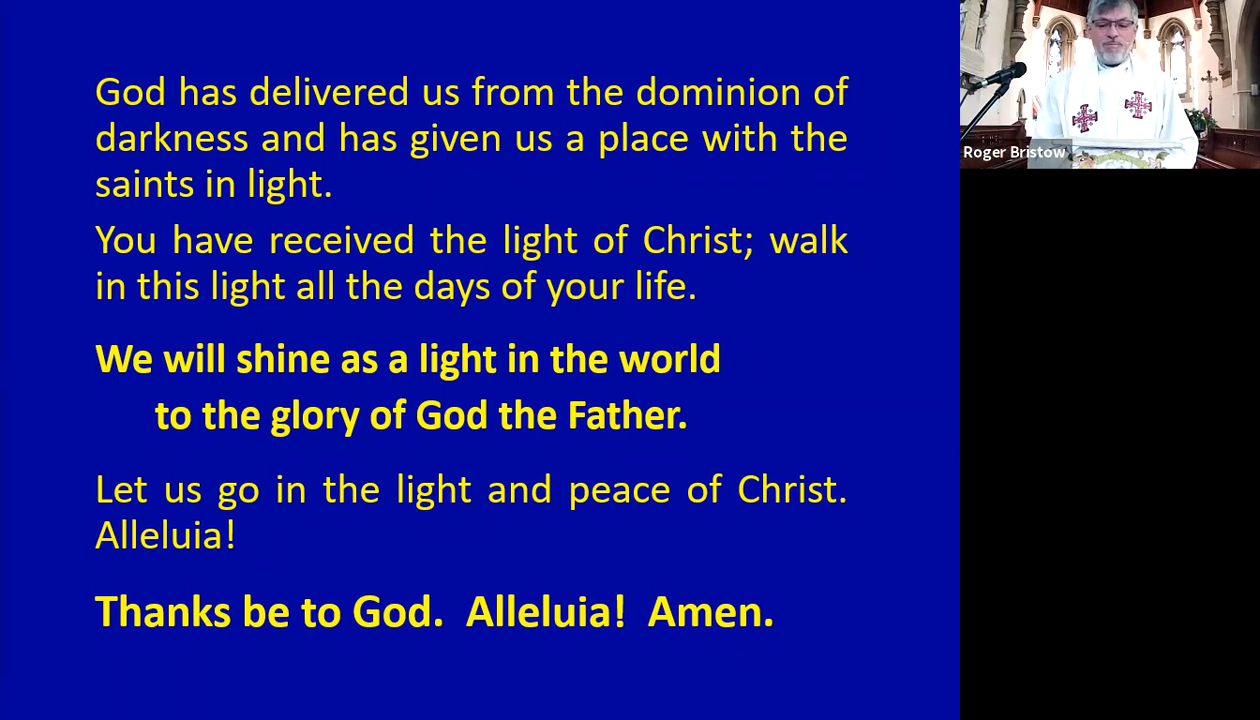 God has delivered us from the dominion of
darkness and has given us a place with the
saints in light.
You have received the light of Christ; walk
in this light all the days of your life.
We will shine as a light in the world
to the glory of God the Father.
Let us go in the light and peace of Christ.
Alleluia!
Thanks be to God.  Alleluia!  Amen.
Roger Bristow